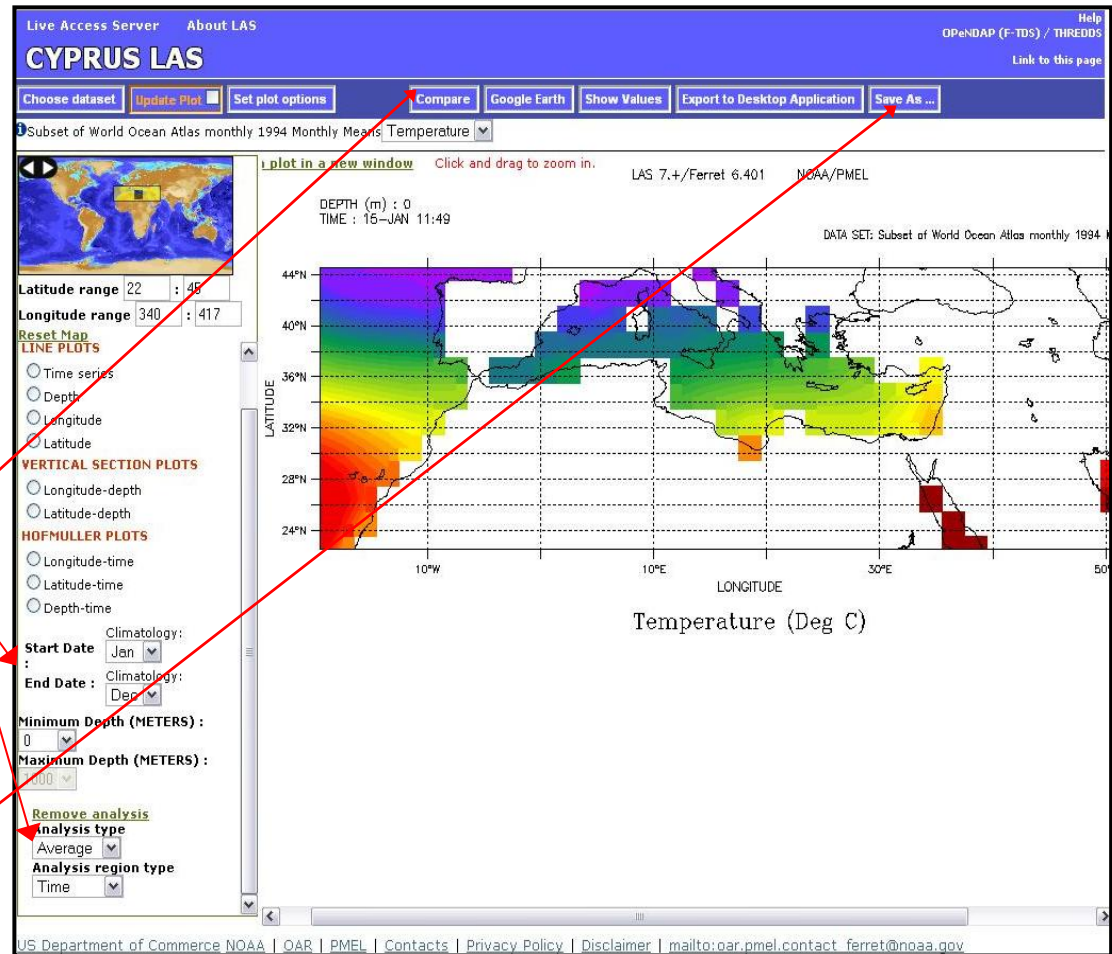 Live Access Server About LAS
Help
OPeNDAP (F-TDS) / THREDDS
CYPRUS LAS
Link to this page
Choose dataset Update Plot Set plot options Compare Google Earth Show Values Export to Desktop Application Save As ...
Subset of World Ocean Atlas monthly 1994 Monthly Means Temperature
plot in a new window Click and drag to zoom in.
LAS 7.+/Ferret 6.401 NOAA/PMEL
DEPTH (m) : 0
TIME : 15-JAN 11:49
DATA SET: Subset of World Ocean Atlas monthly 1994
Latitude range 22 : 45
Longitude range 340 : 417
Reset Map
LINE PLOTS
Time series
Depth
Longitude
Latitude
VERTICAL SECTION PLOTS
Longitude-depth
Latitude-depth
HOFMULLER PLOTS
Longitude-time
Latitude-time
Depth-time
Climatology:
Start Date : Jan
Climatology:
End Date : Dec
Minimum Depth (METERS) :
0
Maximum Depth (METERS) :
1000
Remove analysis
Analysis type
Average
Analysis region type
Time
44°N
40°N
36°N
32°N
28°N
24°N
LATITUDE
10°W 10°E 30°E 50°
LONGITUDE
Temperature (Deg C)
US Department of Commerce NOAA | OAR | PMEL | Contacts | Privacy Policy | Disclaimer | mailto:oar.pmel.contact_ferret@noaa.gov